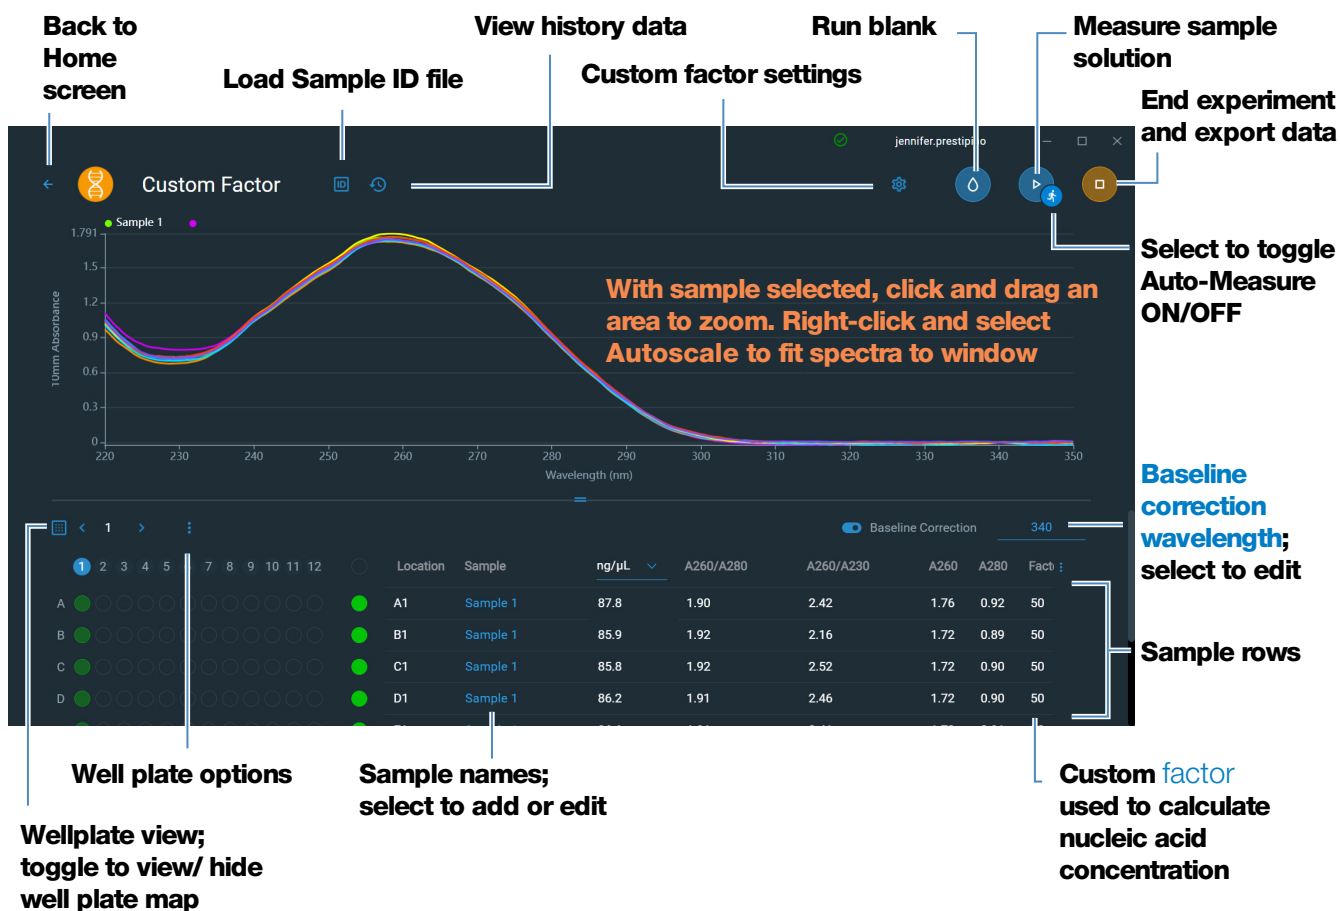 Back to
Home
screen
Load Sample ID file
View history data
Custom factor settings
Run blank
Measure sample
solution
End experiment
and export data
jennifer.prestipi
o
Custom Factor
ID
Sample 1
1.791
1.5
1.2
0.9
0.6
0.3
0
10mm Absorbance
With sample selected, click and drag an
area to zoom. Right-click and select
Autoscale to fit spectra to window
220 230 240 250 260 270 280 290 300 310 320 330 340 350
Wavelength (nm)
Select to toggle
Auto-Measure
ON/OFF
1
Baseline Correction 340
Baseline
correction
wavelength;
select to edit
1 2 3 4 5 7 8 9 10 11 12
Location Sample ng/µL A260/A280 A260/A230 A260 A280 Facto
A A1 Sample 1 87.8 1.90 2.42 1.76 0.92 50
B B1 Sample 1 85.9 1.92 2.16 1.72 0.89 50
C C1 Sample 1 85.8 1.92 2.52 1.72 0.90 50
D D1 Sample 1 86.2 1.91 2.46 1.72 0.90 50
Sample rows
Well plate options
Sample names;
select to add or edit
Custom factor
used to calculate
nucleic acid
concentration
Wellplate view;
toggle to view/ hide
well plate map